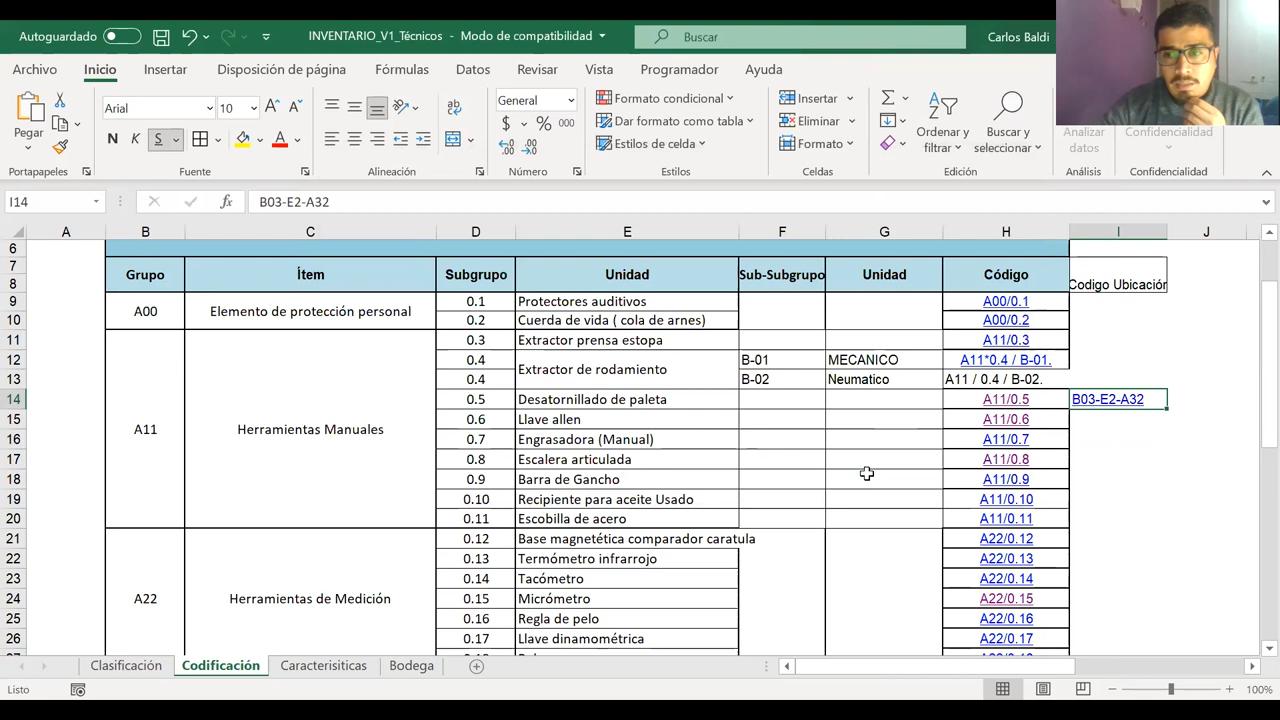 Autoguardado
INVENTARIO_V1_Técnicos - Modo de compatibilidad
Buscar
Carlos Baldi
Archivo Inicio Insertar Disposición de página Fórmulas Datos Revisar Vista Programador Ayuda
Pegar
Arial 10
N K S
General
$ % 000
Formato condicional
Dar formato como tabla
Estilos de celda
Insertar
Eliminar
Formato
Ordenar y filtrar
Buscar y seleccionar
Analizar datos
Confidencialidad
Portapapeles Fuente Alineación Número Estilos Celdas Edición Análisis Confidencialidad
I14 fx B03-E2-A32
A B C D E F G H I J
6
7 Grupo Ítem Subgrupo Unidad Sub-Subgrupo Unidad Código
8 Codigo Ubicación
9 A00 Elemento de protección personal 0.1 Protectores auditivos A00/0.1
10 0.2 Cuerda de vida ( cola de arnes) A00/0.2
11 0.3 Extractor prensa estopa A11/0.3
12 0.4 Extractor de rodamiento B-01 MECANICO A11*0.4 / B-01.
13 0.4 B-02 Neumatico A11 / 0.4 / B-02.
14 0.5 Desatornillado de paleta A11/0.5 B03-E2-A32
15 A11 Herramientas Manuales 0.6 Llave allen A11/0.6
16 0.7 Engrasadora (Manual) A11/0.7
17 0.8 Escalera articulada A11/0.8
18 0.9 Barra de Gancho A11/0.9
19 0.10 Recipiente para aceite Usado A11/0.10
20 0.11 Escobilla de acero A11/0.11
21 0.12 Base magnetética comparador caratula A22/0.12
22 0.13 Termómetro infrarrojo A22/0.13
23 0.14 Tacómetro A22/0.14
24 A22 Herramientas de Medición 0.15 Micrómetro A22/0.15
25 0.16 Regla de pelo A22/0.16
26 0.17 Llave dinamométrica A22/0.17
Clasificación Codificación Caracterisiticas Bodega
Listo
100%